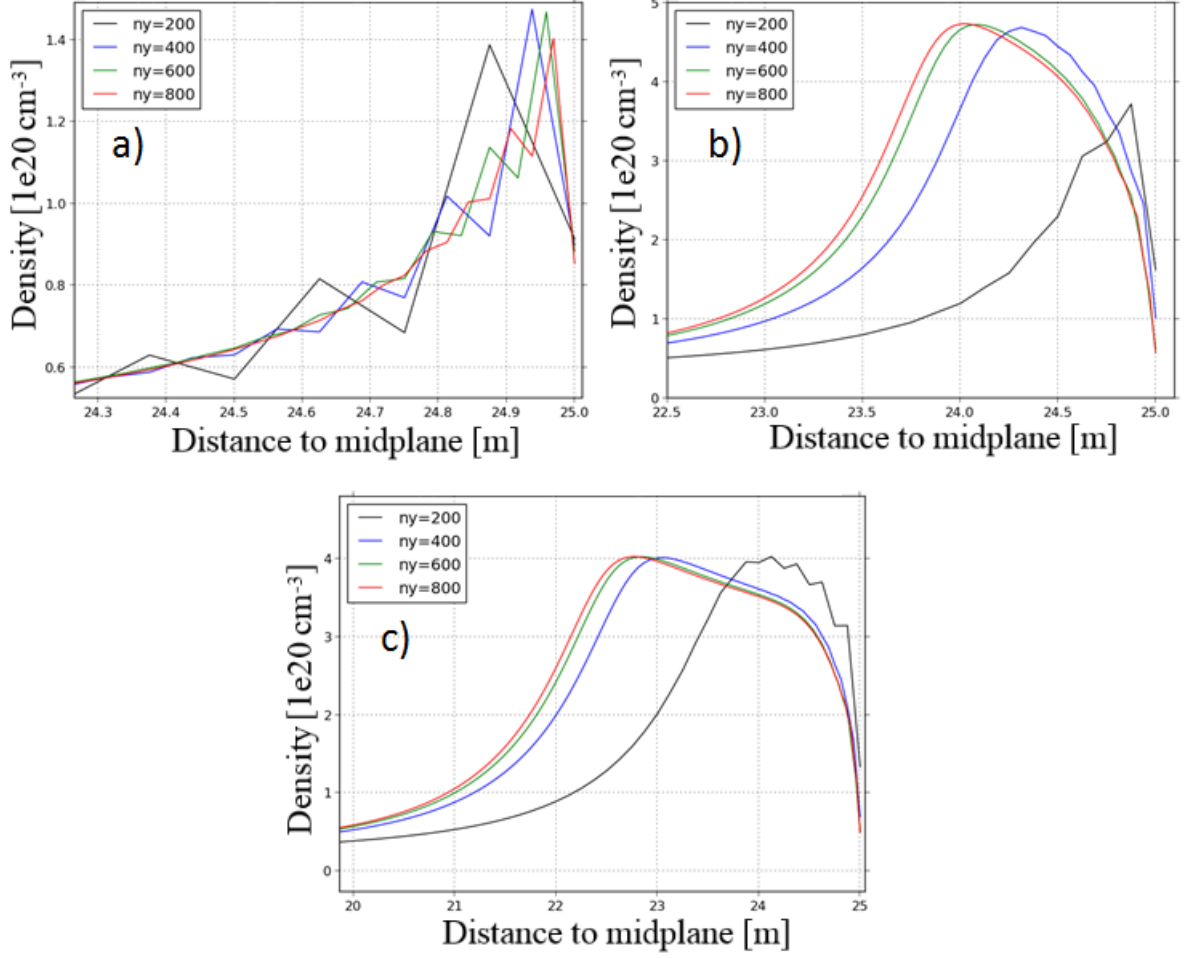 ny=200
ny=400
ny=600
ny=800
a)
Density [1e20 cm⁻³]
1.4
1.2
1.0
0.8
0.6
24.3 24.4 24.5 24.6 24.7 24.8 24.9 25.0
Distance to midplane [m]
ny=200
ny=400
ny=600
ny=800
b)
Density [1e20 cm⁻³]
5
4
3
2
1
0
22.5 23.0 23.5 24.0 24.5 25.0
Distance to midplane [m]
ny=200
ny=400
ny=600
ny=800
c)
Density [1e20 cm⁻³]
4
3
2
1
0
20 21 22 23 24 25
Distance to midplane [m]